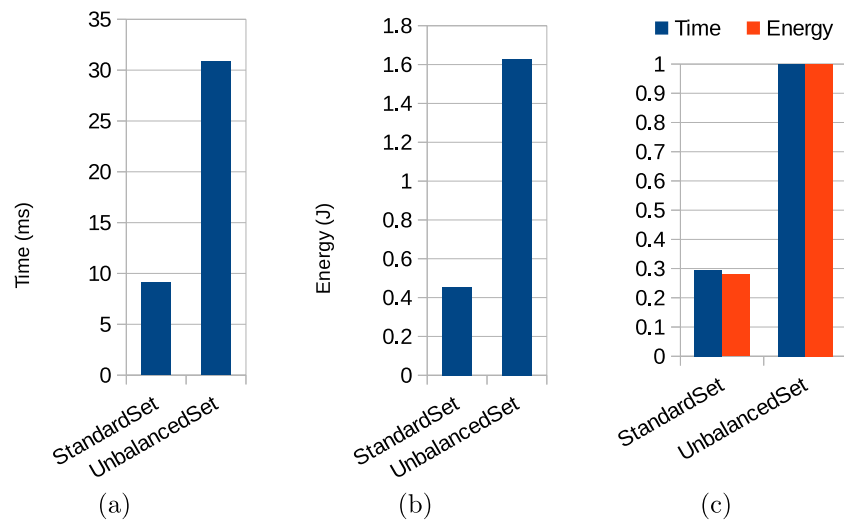 35
30
25
20
15
10
5
0
Time (ms)
StandardSet
UnbalancedSet
(a)
1.8
1.6
1.4
1.2
1
0.8
0.6
0.4
0.2
0
Energy (J)
StandardSet
UnbalancedSet
(b)
Time Energy
1
0.9
0.8
0.7
0.6
0.5
0.4
0.3
0.2
0.1
0
StandardSet
UnbalancedSet
(c)